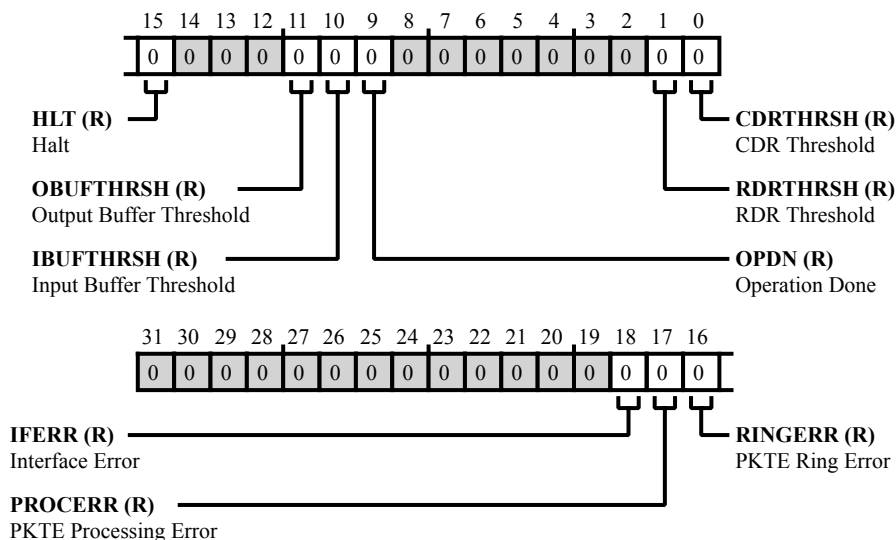 15 14 13 12 11 10 9 8 7 6 5 4 3 2 1 0
0 0 0 0 0 0 0 0 0 0 0 0 0 0 0 0
HLT (R)
Halt
CDRTHRSH (R)
CDR Threshold
OBUFTHRSH (R)
Output Buffer Threshold
RDRTHRSH (R)
RDR Threshold
IBUFTHRSH (R)
Input Buffer Threshold
OPDN (R)
Operation Done
31 30 29 28 27 26 25 24 23 22 21 20 19 18 17 16
0 0 0 0 0 0 0 0 0 0 0 0 0 0 0 0
IFERR (R)
Interface Error
RINGERR (R)
PKTE Ring Error
PROCERR (R)
PKTE Processing Error